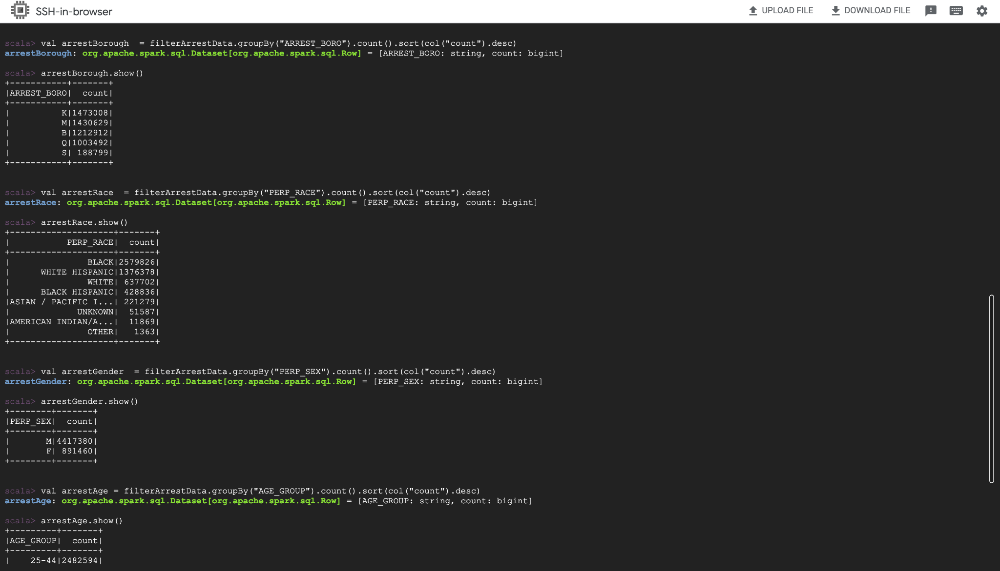 SSH-in-browser UPLOAD FILE DOWNLOAD FILE
scala> val arrestBorough  = filterArrestData.groupBy("ARREST_BORO").count().sort(col("count").desc)
arrestBorough: org.apache.spark.sql.Dataset[org.apache.spark.sql.Row] = [ARREST_BORO: string, count: bigint]
scala> arrestBorough.show()
+-----------+-------+
|ARREST_BORO|  count|
+-----------+-------+
|          K|1473008|
|          M|1430629|
|          B|1212912|
|          Q|1003492|
|          S| 188799|
+-----------+-------+
scala> val arrestRace  = filterArrestData.groupBy("PERP_RACE").count().sort(col("count").desc)
arrestRace: org.apache.spark.sql.Dataset[org.apache.spark.sql.Row] = [PERP_RACE: string, count: bigint]
scala> arrestRace.show()
+--------------------+-------+
|           PERP_RACE|  count|
+--------------------+-------+
|               BLACK|2579826|
|      WHITE HISPANIC|1376378|
|               WHITE| 637702|
|      BLACK HISPANIC| 428836|
|ASIAN / PACIFIC I...| 221279|
|             UNKNOWN|  51587|
|AMERICAN INDIAN/A...|  11869|
|               OTHER|   1363|
+--------------------+-------+
scala> val arrestGender  = filterArrestData.groupBy("PERP_SEX").count().sort(col("count").desc)
arrestGender: org.apache.spark.sql.Dataset[org.apache.spark.sql.Row] = [PERP_SEX: string, count: bigint]
scala> arrestGender.show()
+--------+-------+
|PERP_SEX|  count|
+--------+-------+
|       M|4417380|
|       F| 891460|
+--------+-------+
scala> val arrestAge = filterArrestData.groupBy("AGE_GROUP").count().sort(col("count").desc)
arrestAge: org.apache.spark.sql.Dataset[org.apache.spark.sql.Row] = [AGE_GROUP: string, count: bigint]
scala> arrestAge.show()
+---------+-------+
|AGE_GROUP|  count|
+---------+-------+
|    25-44|2482594|